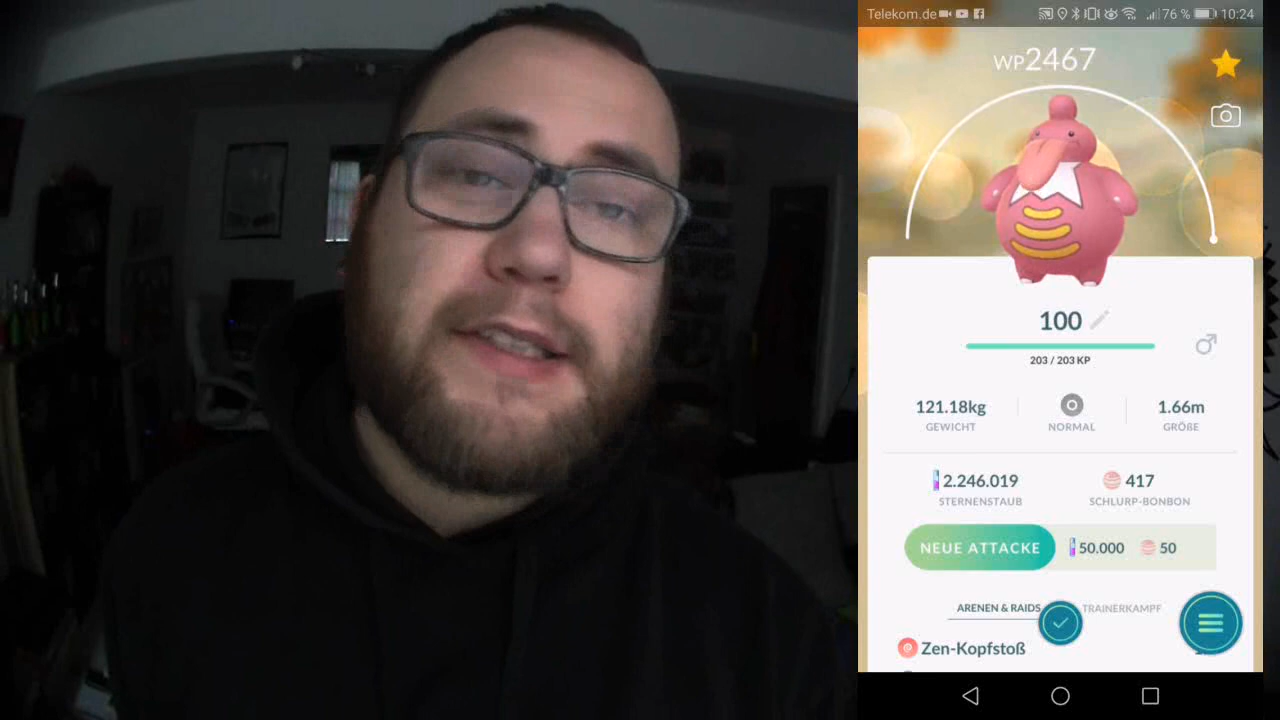 Telekom.de
76 % 10:24
WP2467
100
203 / 203 KP
121.18kg
GEWICHT
NORMAL
1.66m
GRÖßE
2.246.019
STERNENSTAUB
417
SCHLURP-BONBON
NEUE ATTACKE
50.000
50
ARENEN & RAIDS
TRAINERKAMPF
Zen-Kopfstoß